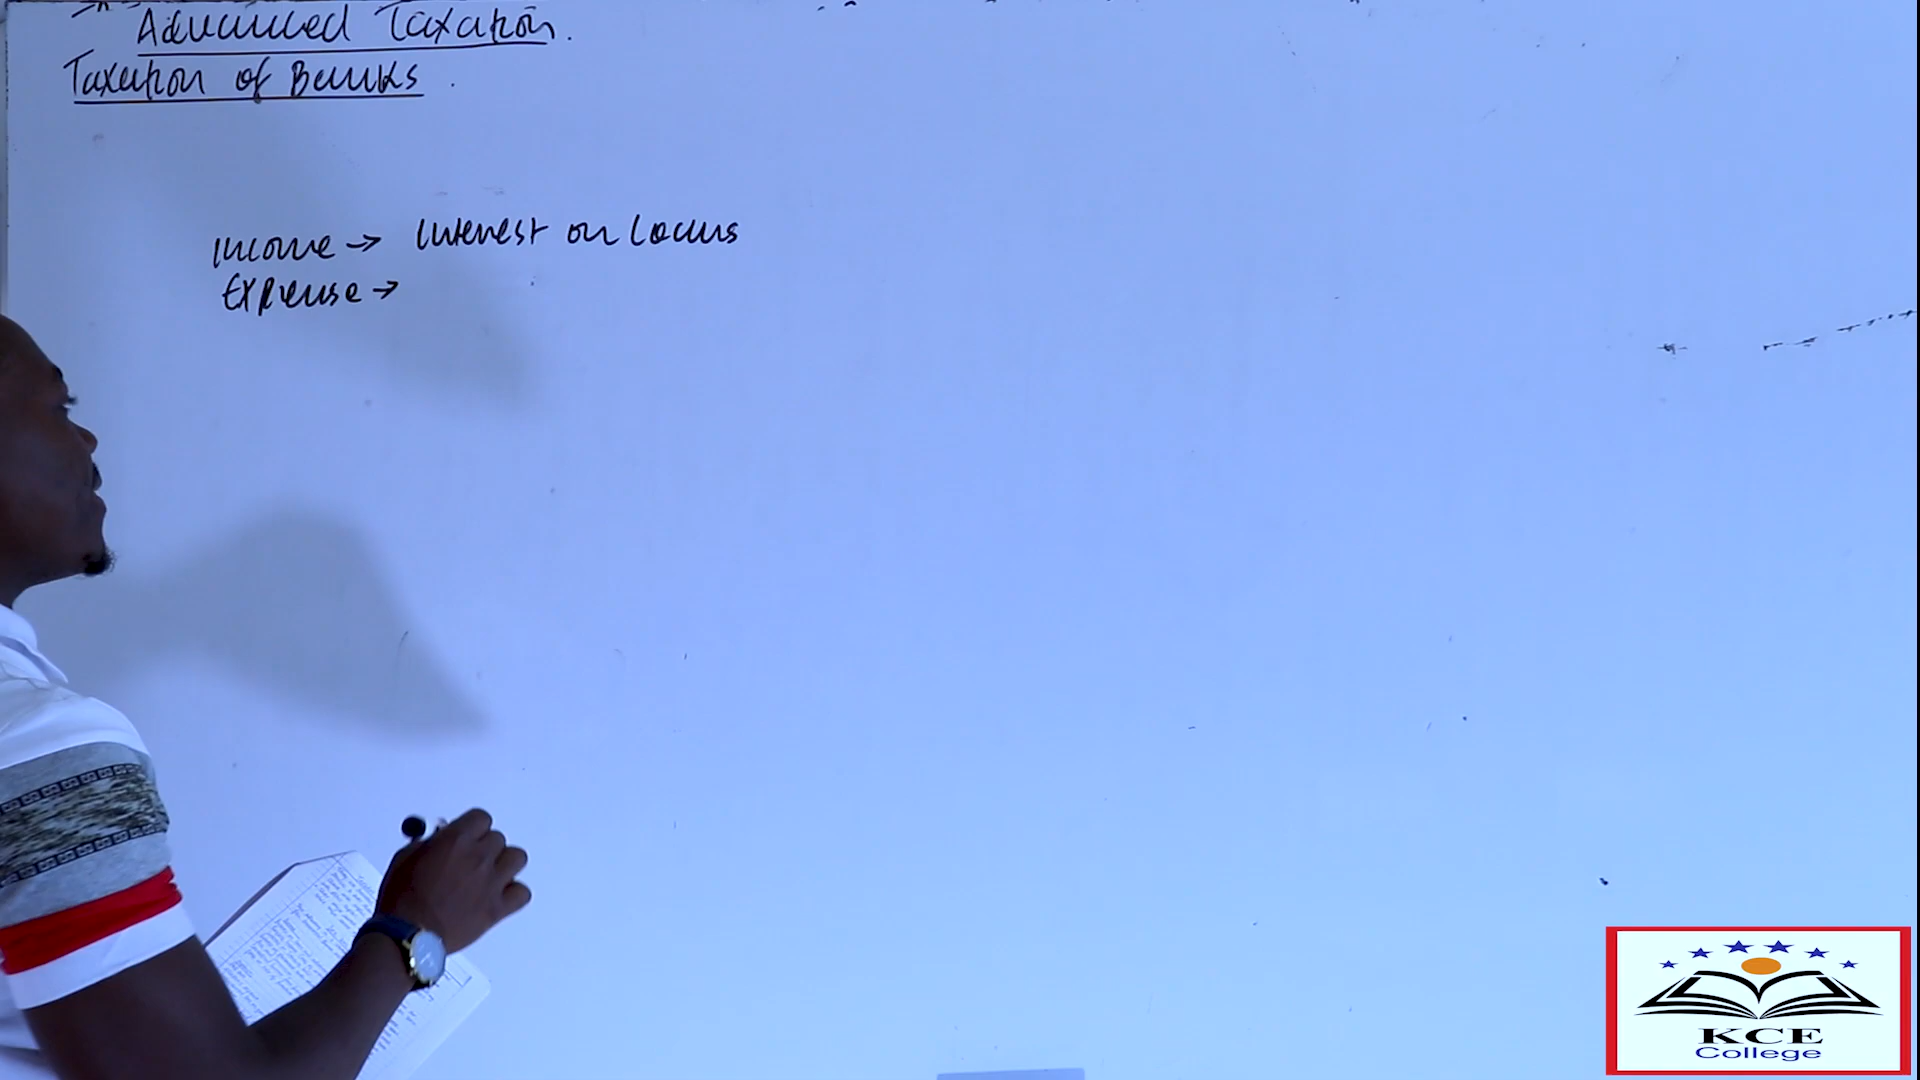 Advanced Taxation.
Taxation of Banks.
Income → Interest on Loans
Expense →
KCE
College